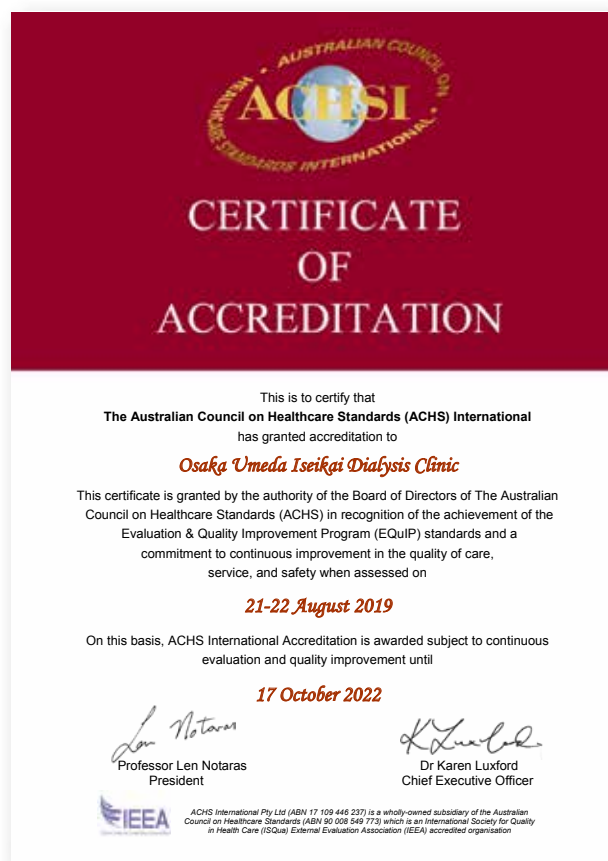 AUSTRALIAN COUNCIL ON
HEALTHCARE STANDARDS INTERNATIONAL
ACHSI
CERTIFICATE
OF
ACCREDITATION
This is to certify that
The Australian Council on Healthcare Standards (ACHS) International
has granted accreditation to
Osaka Umeda Iseikai Dialysis Clinic
This certificate is granted by the authority of the Board of Directors of The Australian
Council on Healthcare Standards (ACHS) in recognition of the achievement of the
Evaluation & Quality Improvement Program (EQuIP) standards and a
commitment to continuous improvement in the quality of care,
service, and safety when assessed on
21-22 August 2019
On this basis, ACHS International Accreditation is awarded subject to continuous
evaluation and quality improvement until
17 October 2022
Len Notaras
K Luxford
Professor Len Notaras
President
Dr Karen Luxford
Chief Executive Officer
IEEA
ACHS International Pty Ltd (ABN 17 109 446 237) is a wholly-owned subsidiary of the Australian
Council on Healthcare Standards (ABN 90 008 549 773) which is an International Society for Quality
in Health Care (ISQua) External Evaluation Association (IEEA) accredited organisation